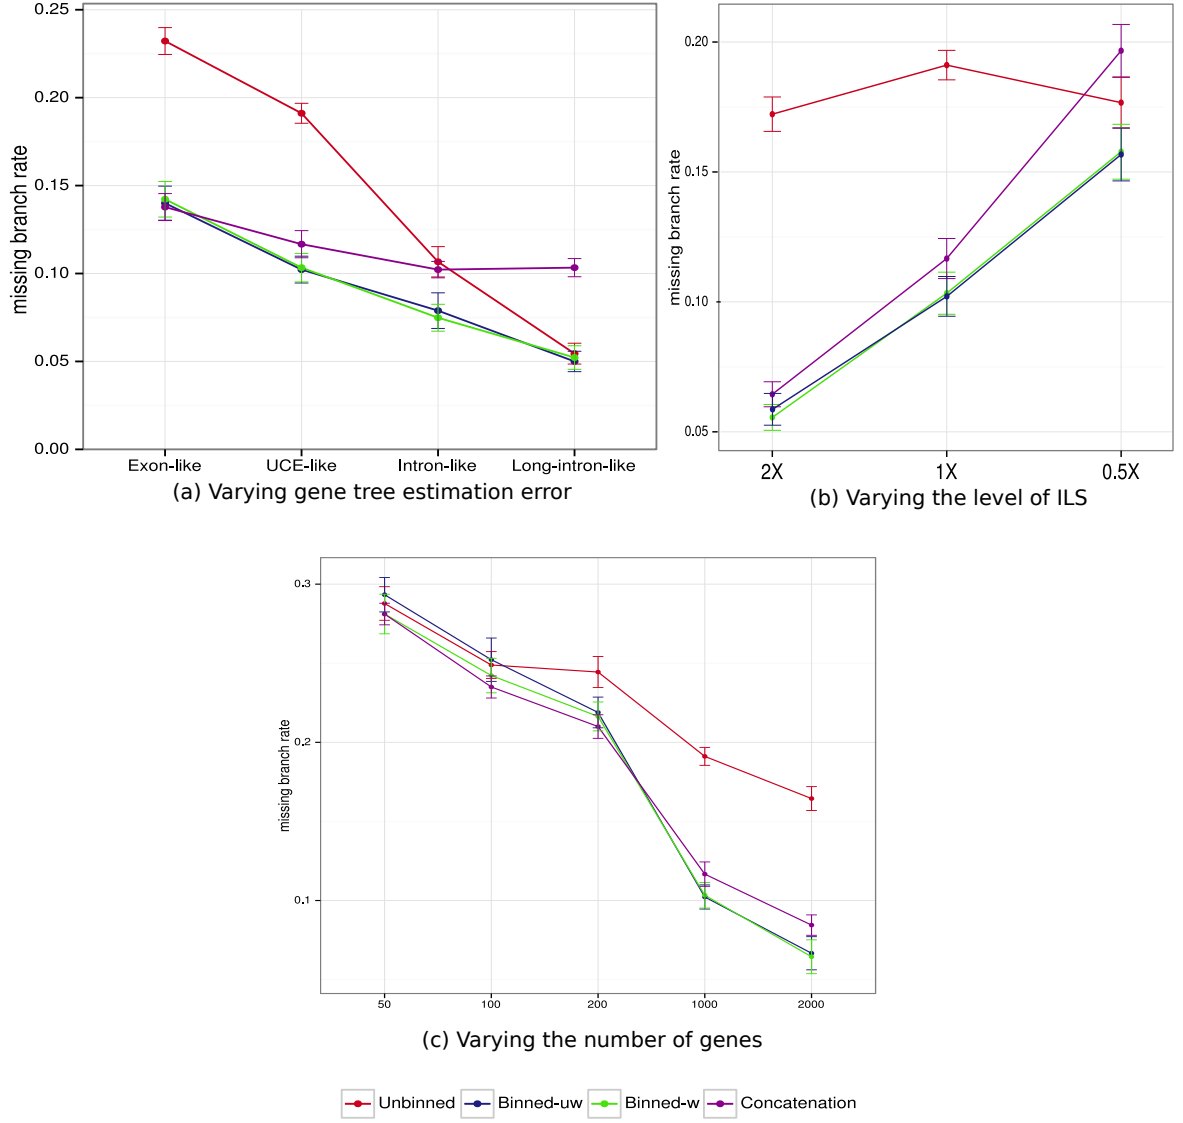 0.25
0.20
0.15
0.10
0.05
0.00
missing branch rate
Exon-like UCE-like Intron-like Long-intron-like
(a) Varying gene tree estimation error
0.20
0.15
0.10
0.05
missing branch rate
2X 1X 0.5X
(b) Varying the level of ILS
0.3
0.2
0.1
missing branch rate
50 100 200 1000 2000
(c) Varying the number of genes
Unbinned Binned-uw Binned-w Concatenation